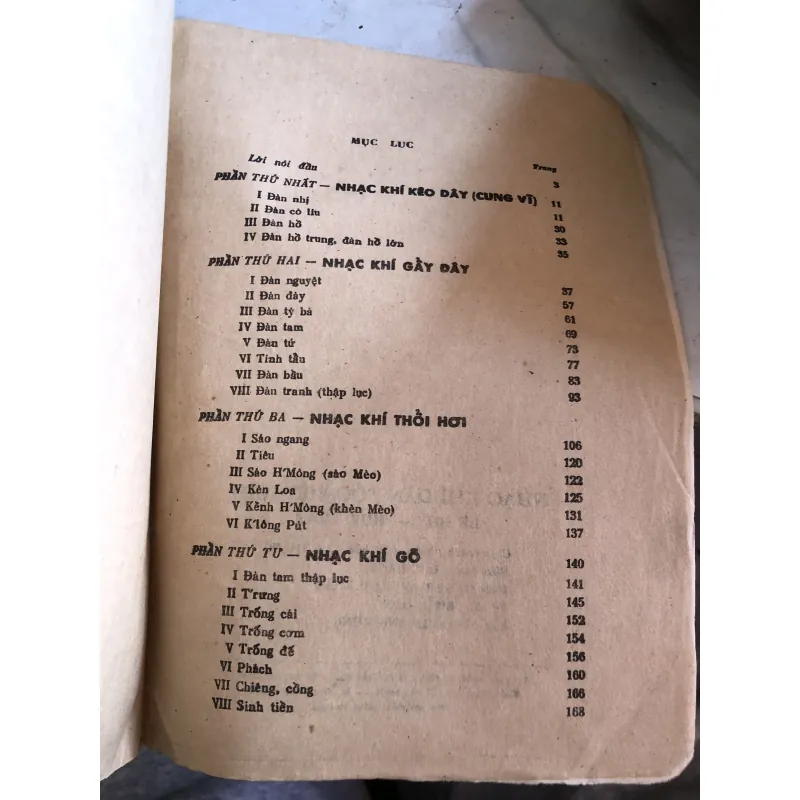 MỤC LỤC
Lời nói đầu Trang
3
PHẦN THỨ NHẤT — NHẠC KHÍ KÉO DÂY (CUNG VĨ) 11
I Đàn nhị 11
II Đàn cò líu 30
III Đàn hồ 33
IV Đàn hồ trung, đàn hồ lớn 35
PHẦN THỨ HAI — NHẠC KHÍ GẢY DÂY
I Đàn nguyệt 37
II Đàn đáy 57
III Đàn tỳ bà 61
IV Đàn tam 69
V Đàn tứ 73
VI Tính tẩu 77
VII Đàn bầu 83
VIII Đàn tranh (thập lục) 93
PHẦN THỨ BA — NHẠC KHÍ THỔI HƠI
I Sáo ngang 106
II Tiêu 120
III Sáo H'Mông (sáo Mèo) 122
IV Kèn Loa 125
V Kềnh H'Mông (khèn Mèo) 131
VI K'lông Pút 137
PHẦN THỨ TƯ — NHẠC KHÍ GÕ 140
I Đàn tam thập lục 141
II T'rưng 145
III Trống cái 152
IV Trống cơm 154
V Trống đế 156
VI Phách 160
VII Chiêng, cồng 166
VIII Sinh tiền 168